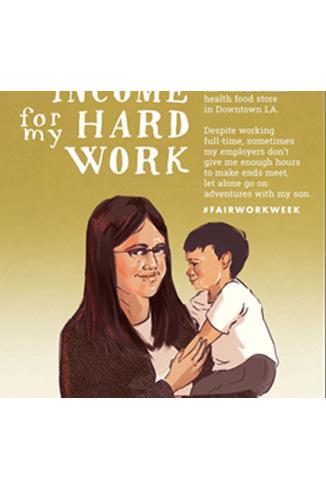 INCOME
for my HARD
WORK
health food store
in Downtown LA.
Despite working
full-time, sometimes
my employers don't
give me enough hours
to make ends meet,
let alone go on
adventures with my son.
#FAIRWORKWEEK